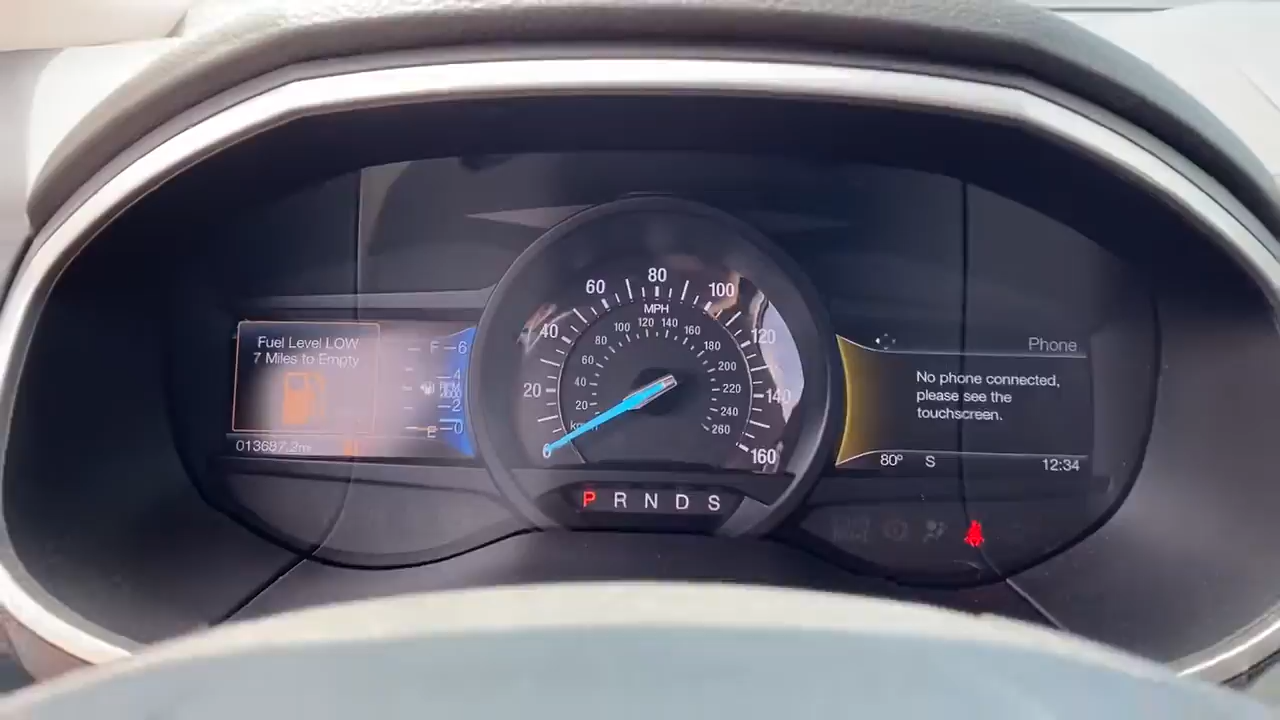 Fuel Level LOW
7 Miles to Empty
013687.2mi
F
E
6
4
2
0
RPM
x1000
0
20
40
60
80
100
120
140
160
MPH
km/h
20
40
60
80
100
120
140
160
180
200
220
240
260
P R N D S
Phone
No phone connected,
please see the
touchscreen.
80° S 12:34